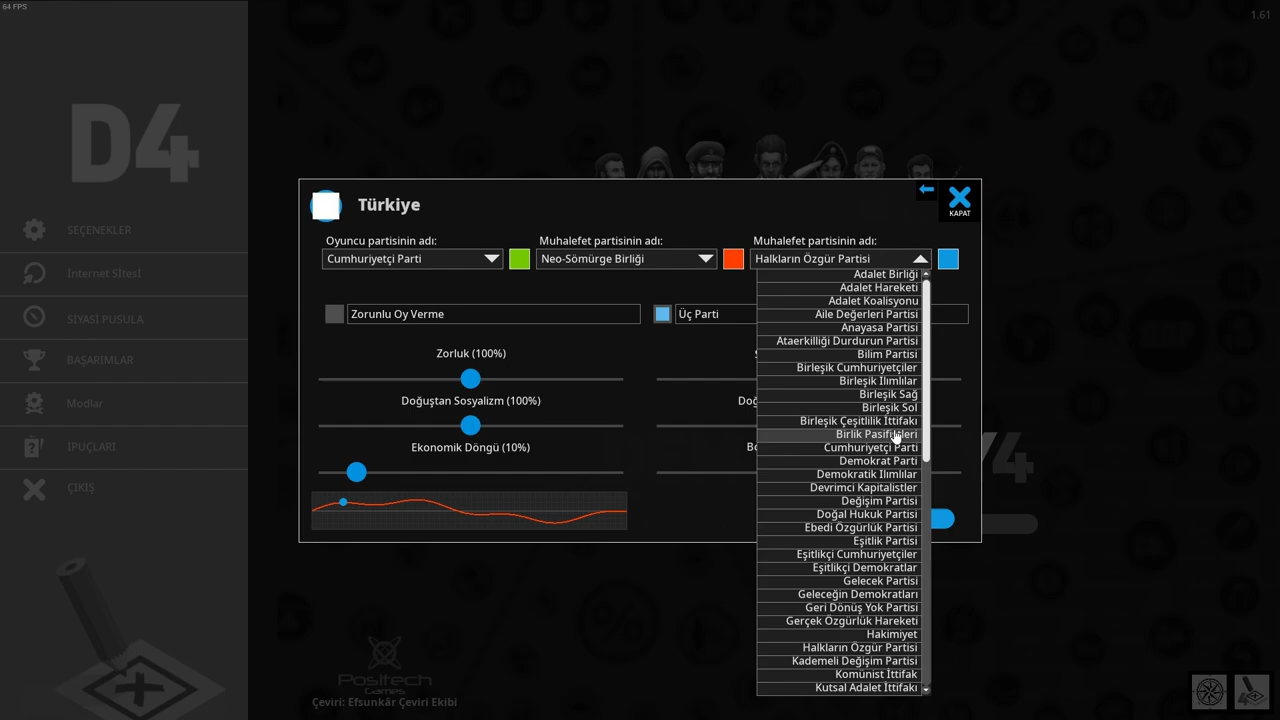 64 FPS
1.61
D4
SEÇENEKLER
İnternet Sitesi
SİYASİ PUSULA
BAŞARIMLAR
Modlar
İPUÇLARI
ÇIKIŞ
Türkiye
KAPAT
Oyuncu partisinin adı:
Muhalefet partisinin adı:
Muhalefet partisinin adı:
Cumhuriyetçi Parti
Neo-Sömürge Birliği
Halkların Özgür Partisi
Zorunlu Oy Verme
Üç Parti
Zorluk (100%)
Doğuştan Sosyalizm (100%)
Ekonomik Döngü (10%)
Adalet Birliği
Adalet Hareketi
Adalet Koalisyonu
Aile Değerleri Partisi
Anayasa Partisi
Ataerkilliği Durdurun Partisi
Bilim Partisi
Birleşik Cumhuriyetçiler
Birleşik Ilımlılar
Birleşik Sağ
Birleşik Sol
Birleşik Çeşitlilik İttifakı
Birlik Pasifistleri
Cumhuriyetçi Parti
Demokrat Parti
Demokratik Ilımlılar
Devrimci Kapitalistler
Değişim Partisi
Doğal Hukuk Partisi
Ebedi Özgürlük Partisi
Eşitlik Partisi
Eşitlikçi Cumhuriyetçiler
Eşitlikçi Demokratlar
Gelecek Partisi
Geleceğin Demokratları
Geri Dönüş Yok Partisi
Gerçek Özgürlük Hareketi
Hakimiyet
Halkların Özgür Partisi
Kademeli Değişim Partisi
Komünist İttifak
Kutsal Adalet İttifakı
Positech
Games
Çeviri: Efsunkâr Çeviri Ekibi